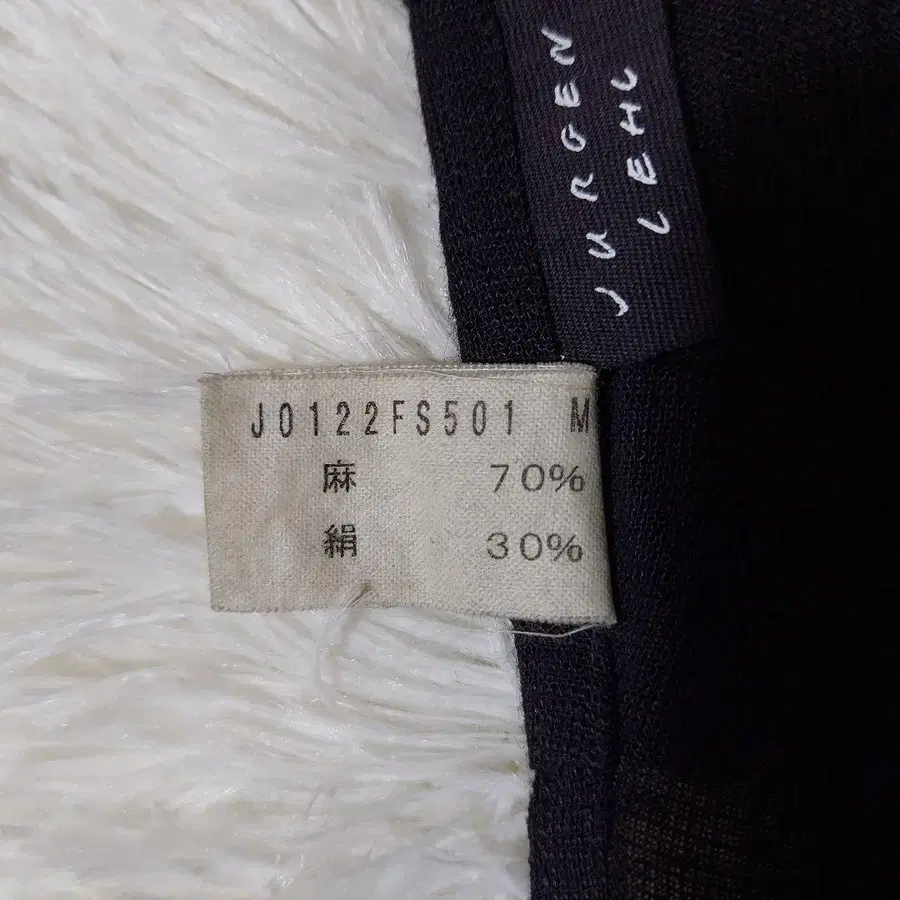 JURGEN
LEHL
J0122FS501 M
麻 70%
絹 30%